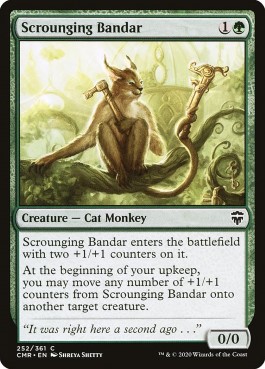 Scrounging Bandar 1
Creature — Cat Monkey
Scrounging Bandar enters the battlefield
with two +1/+1 counters on it.
At the beginning of your upkeep,
you may move any number of +1/+1
counters from Scrounging Bandar onto
another target creature.
"It was right here a second ago . . ."
0/0
252/361 C
CMR • EN SHREYA SHETTY
™ & © 2020 Wizards of the Coast